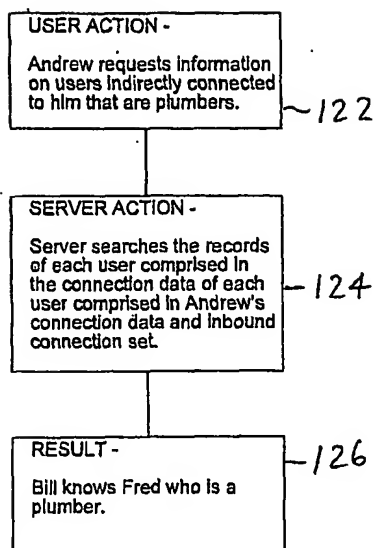 USER ACTION -
Andrew requests information
on users indirectly connected
to him that are plumbers.
122
SERVER ACTION -
Server searches the records
of each user comprised in
the connection data of each
user comprised in Andrew's
connection data and inbound
connection set.
124
RESULT -
Bill knows Fred who is a
plumber.
126